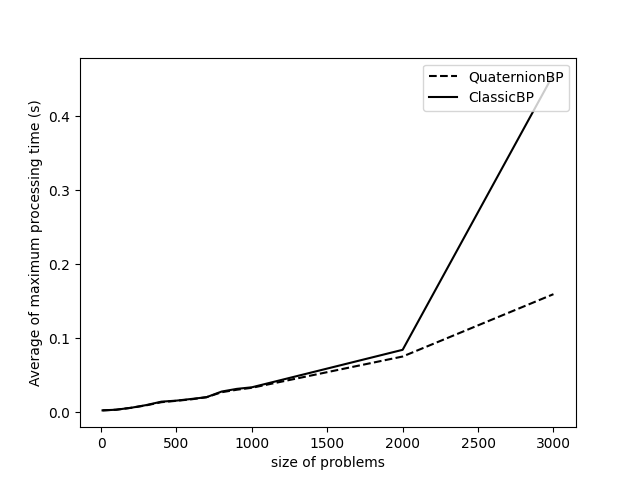 QuaternionBP
ClassicBP
Average of maximum processing time (s)
0.4
0.3
0.2
0.1
0.0
0 500 1000 1500 2000 2500 3000
size of problems